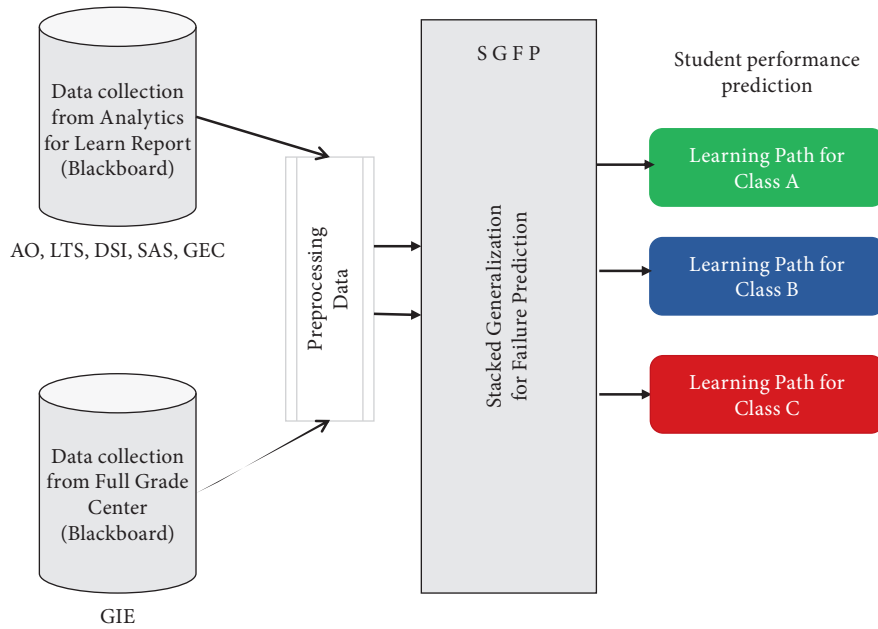 Data collection
from Analytics
for Learn Report
(Blackboard)
AO, LTS, DSI, SAS, GEC
Data collection
from Full Grade
Center
(Blackboard)
GIE
Preprocessing
Data
S G F P
Stacked Generalization
for Failure Prediction
Student performance
prediction
Learning Path for
Class A
Learning Path for
Class B
Learning Path for
Class C